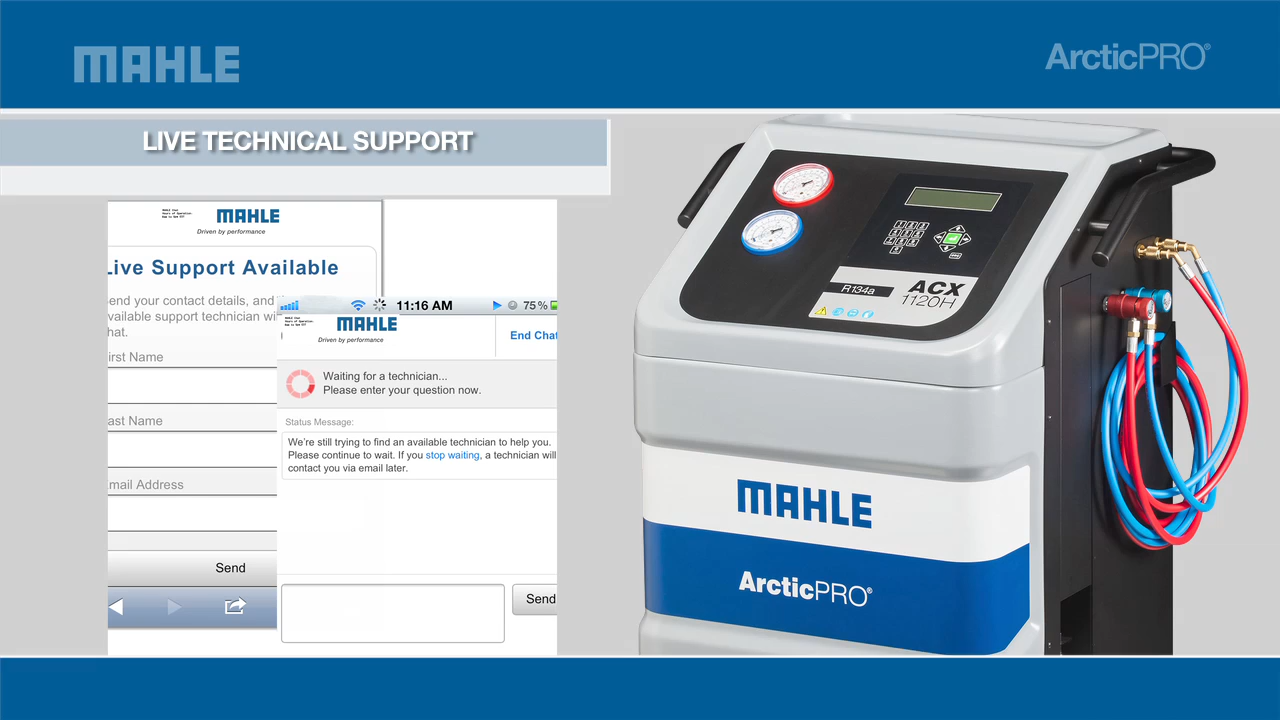 MAHLE
ArcticPRO®
LIVE TECHNICAL SUPPORT
MAHLE
Driven by performance
Live Support Available
end your contact details, and
vailable support technician wi
hat.
irst Name
ast Name
mail Address
Send
11:16 AM
75%
MAHLE
Driven by performance
End Chat
Waiting for a technician...
Please enter your question now.
Status Message:
We're still trying to find an available technician to help you.
Please continue to wait. If you stop waiting, a technician will
contact you via email later.
Send
R134a
ACX
1120H
MAHLE
ArcticPRO®